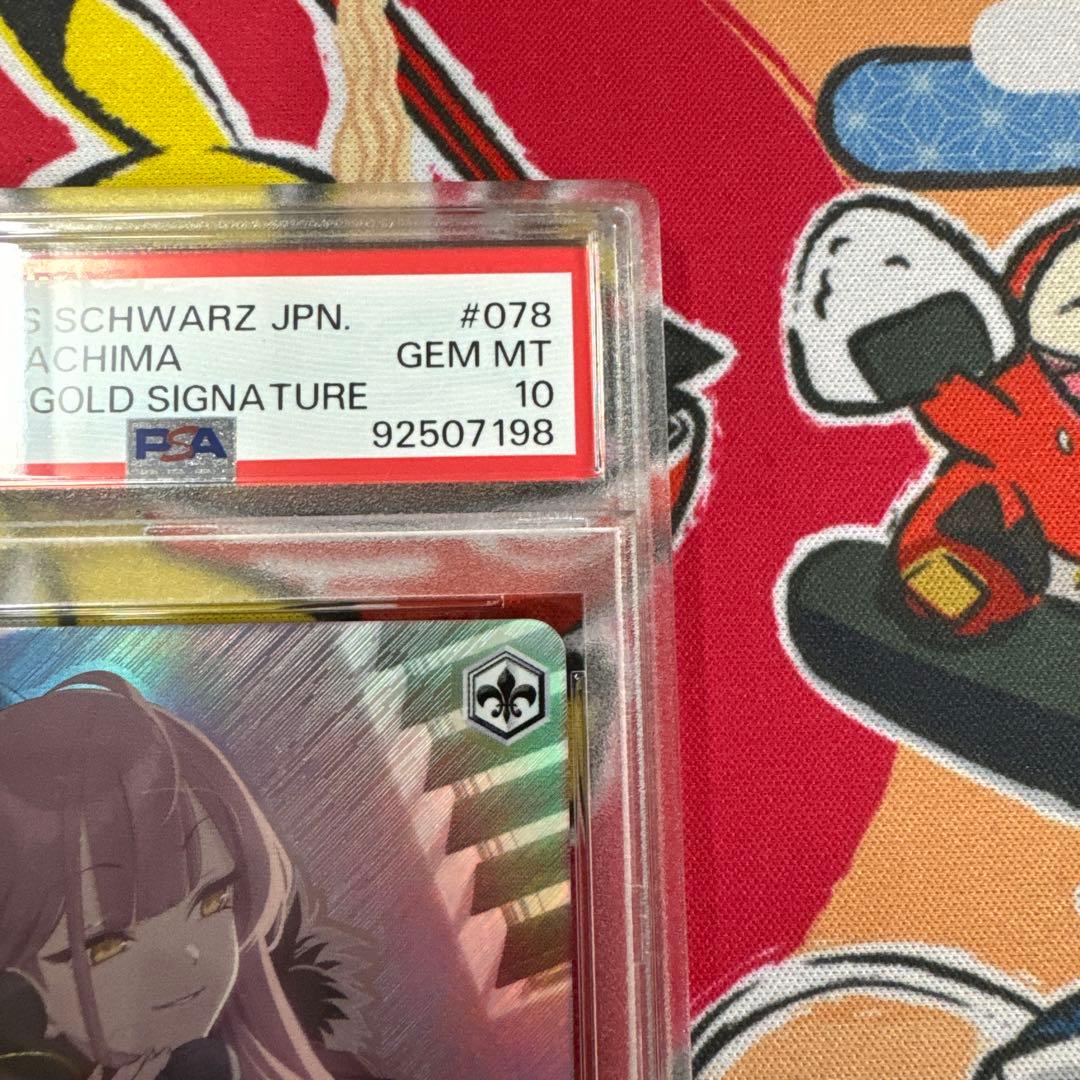 S SCHWARZ JPN. #078
ACHIMA GEM MT
GOLD SIGNATURE 10
PSA 92507198